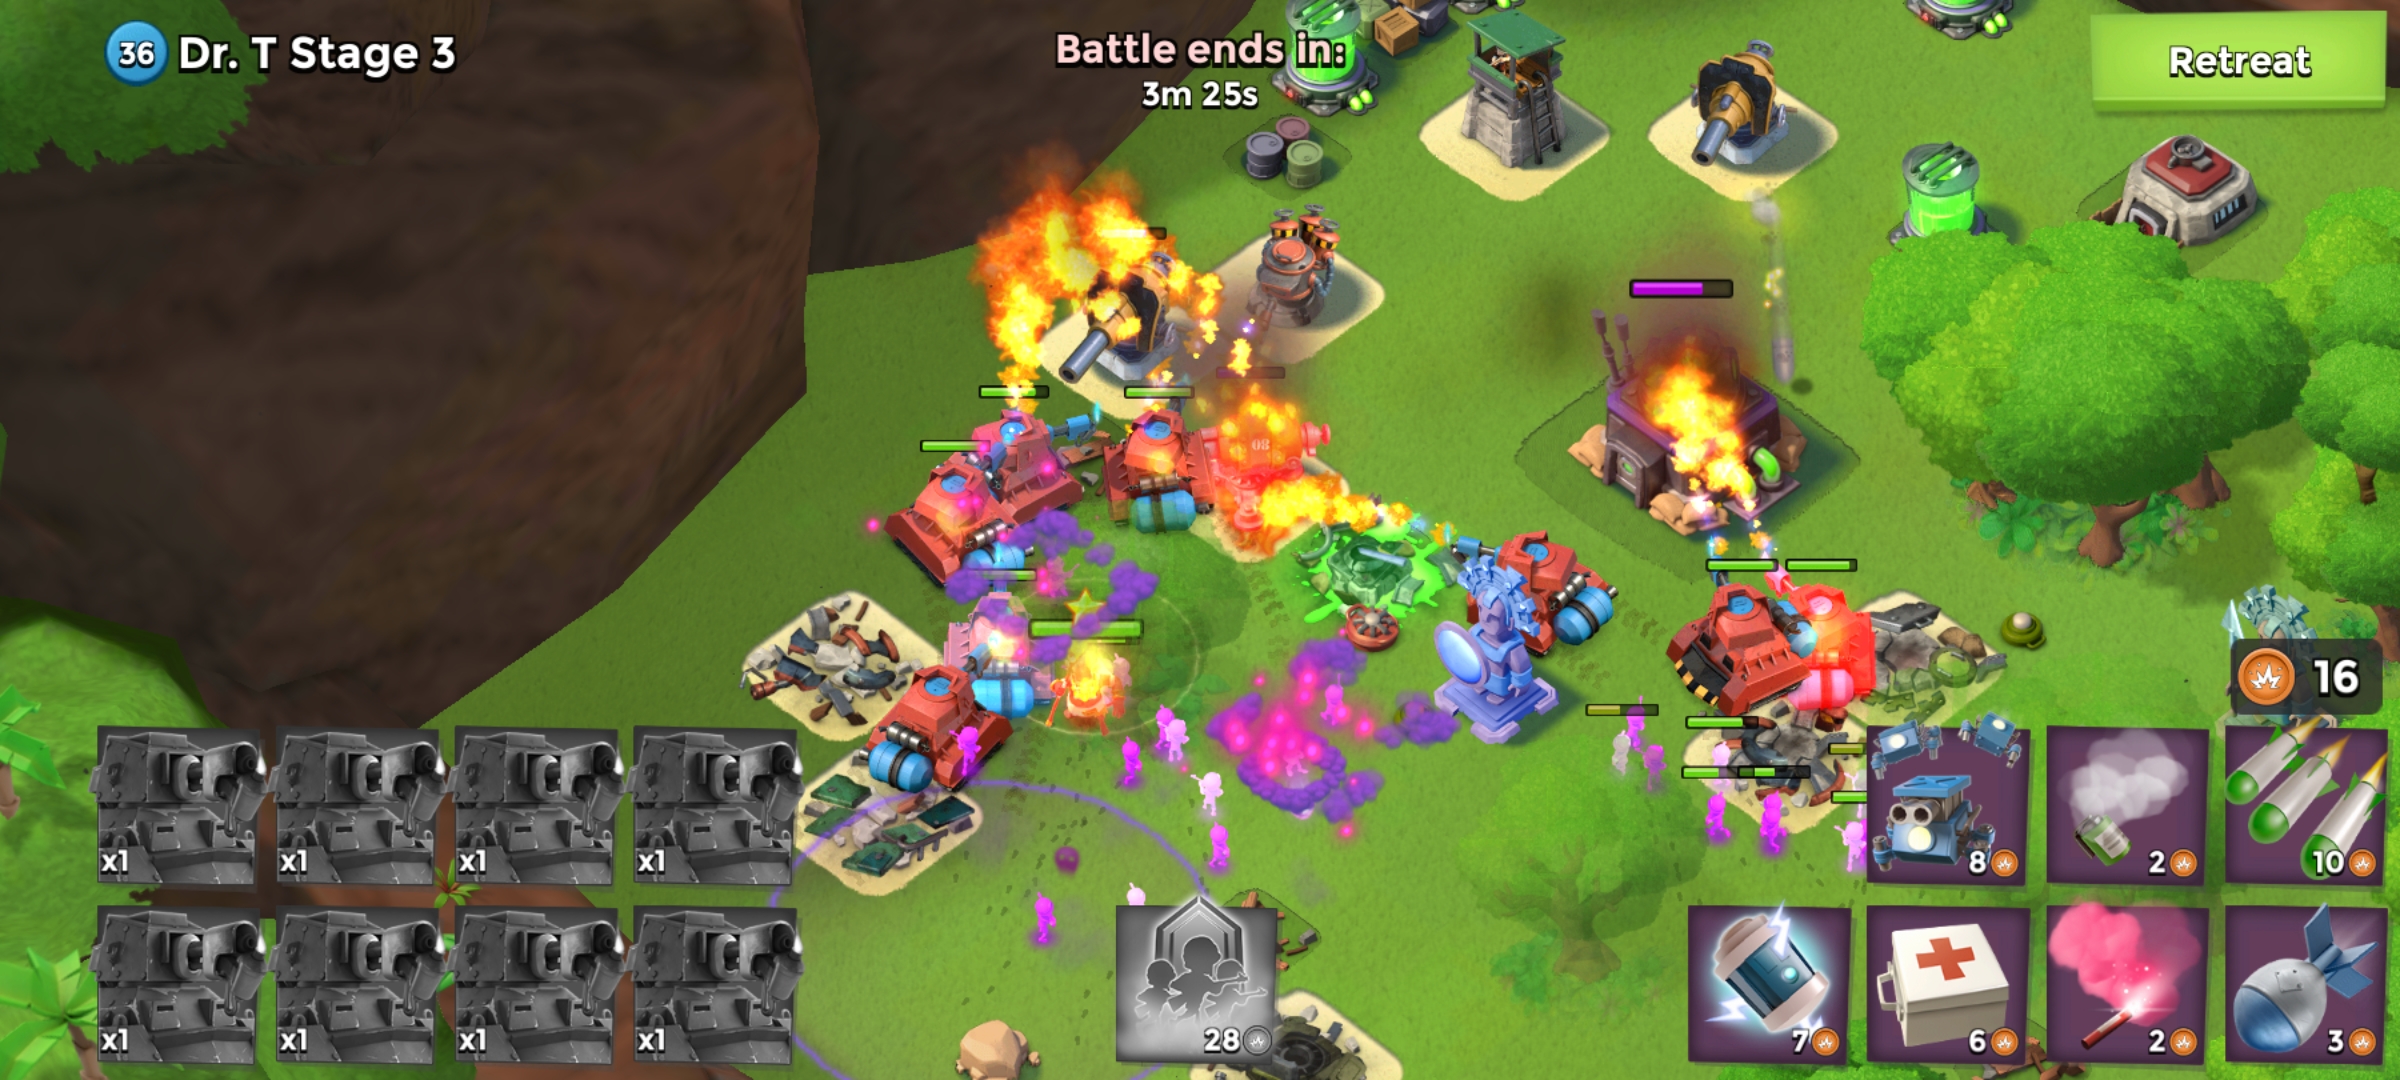 36 Dr. T Stage 3
Battle ends in:
3m 25s
Retreat
08
16
x1 x1 x1 x1
8 2 10
x1 x1 x1 x1
28
7 6 2 3